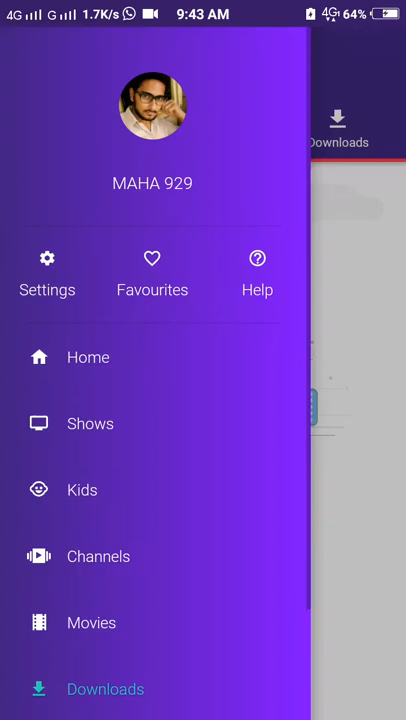 4G G 1.7K/s 9:43 AM 4G 64%
Downloads
MAHA 929
Settings Favourites Help
Home
Shows
Kids
Channels
Movies
Downloads